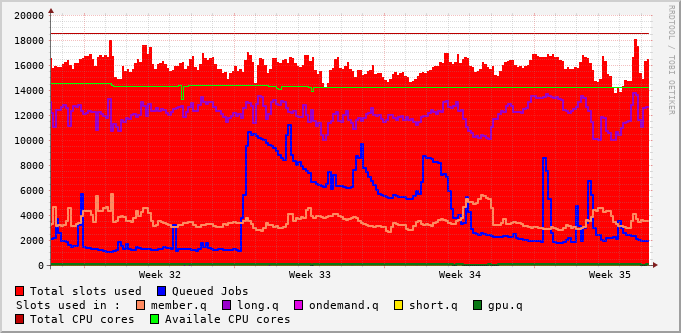 20000
18000
16000
14000
12000
10000
8000
6000
4000
2000
0
Week 32 Week 33 Week 34 Week 35
RRDTOOL / TOBI OETIKER
Total slots used Queued Jobs
Slots used in : member.q long.q ondemand.q short.q gpu.q
Total CPU cores Availale CPU cores